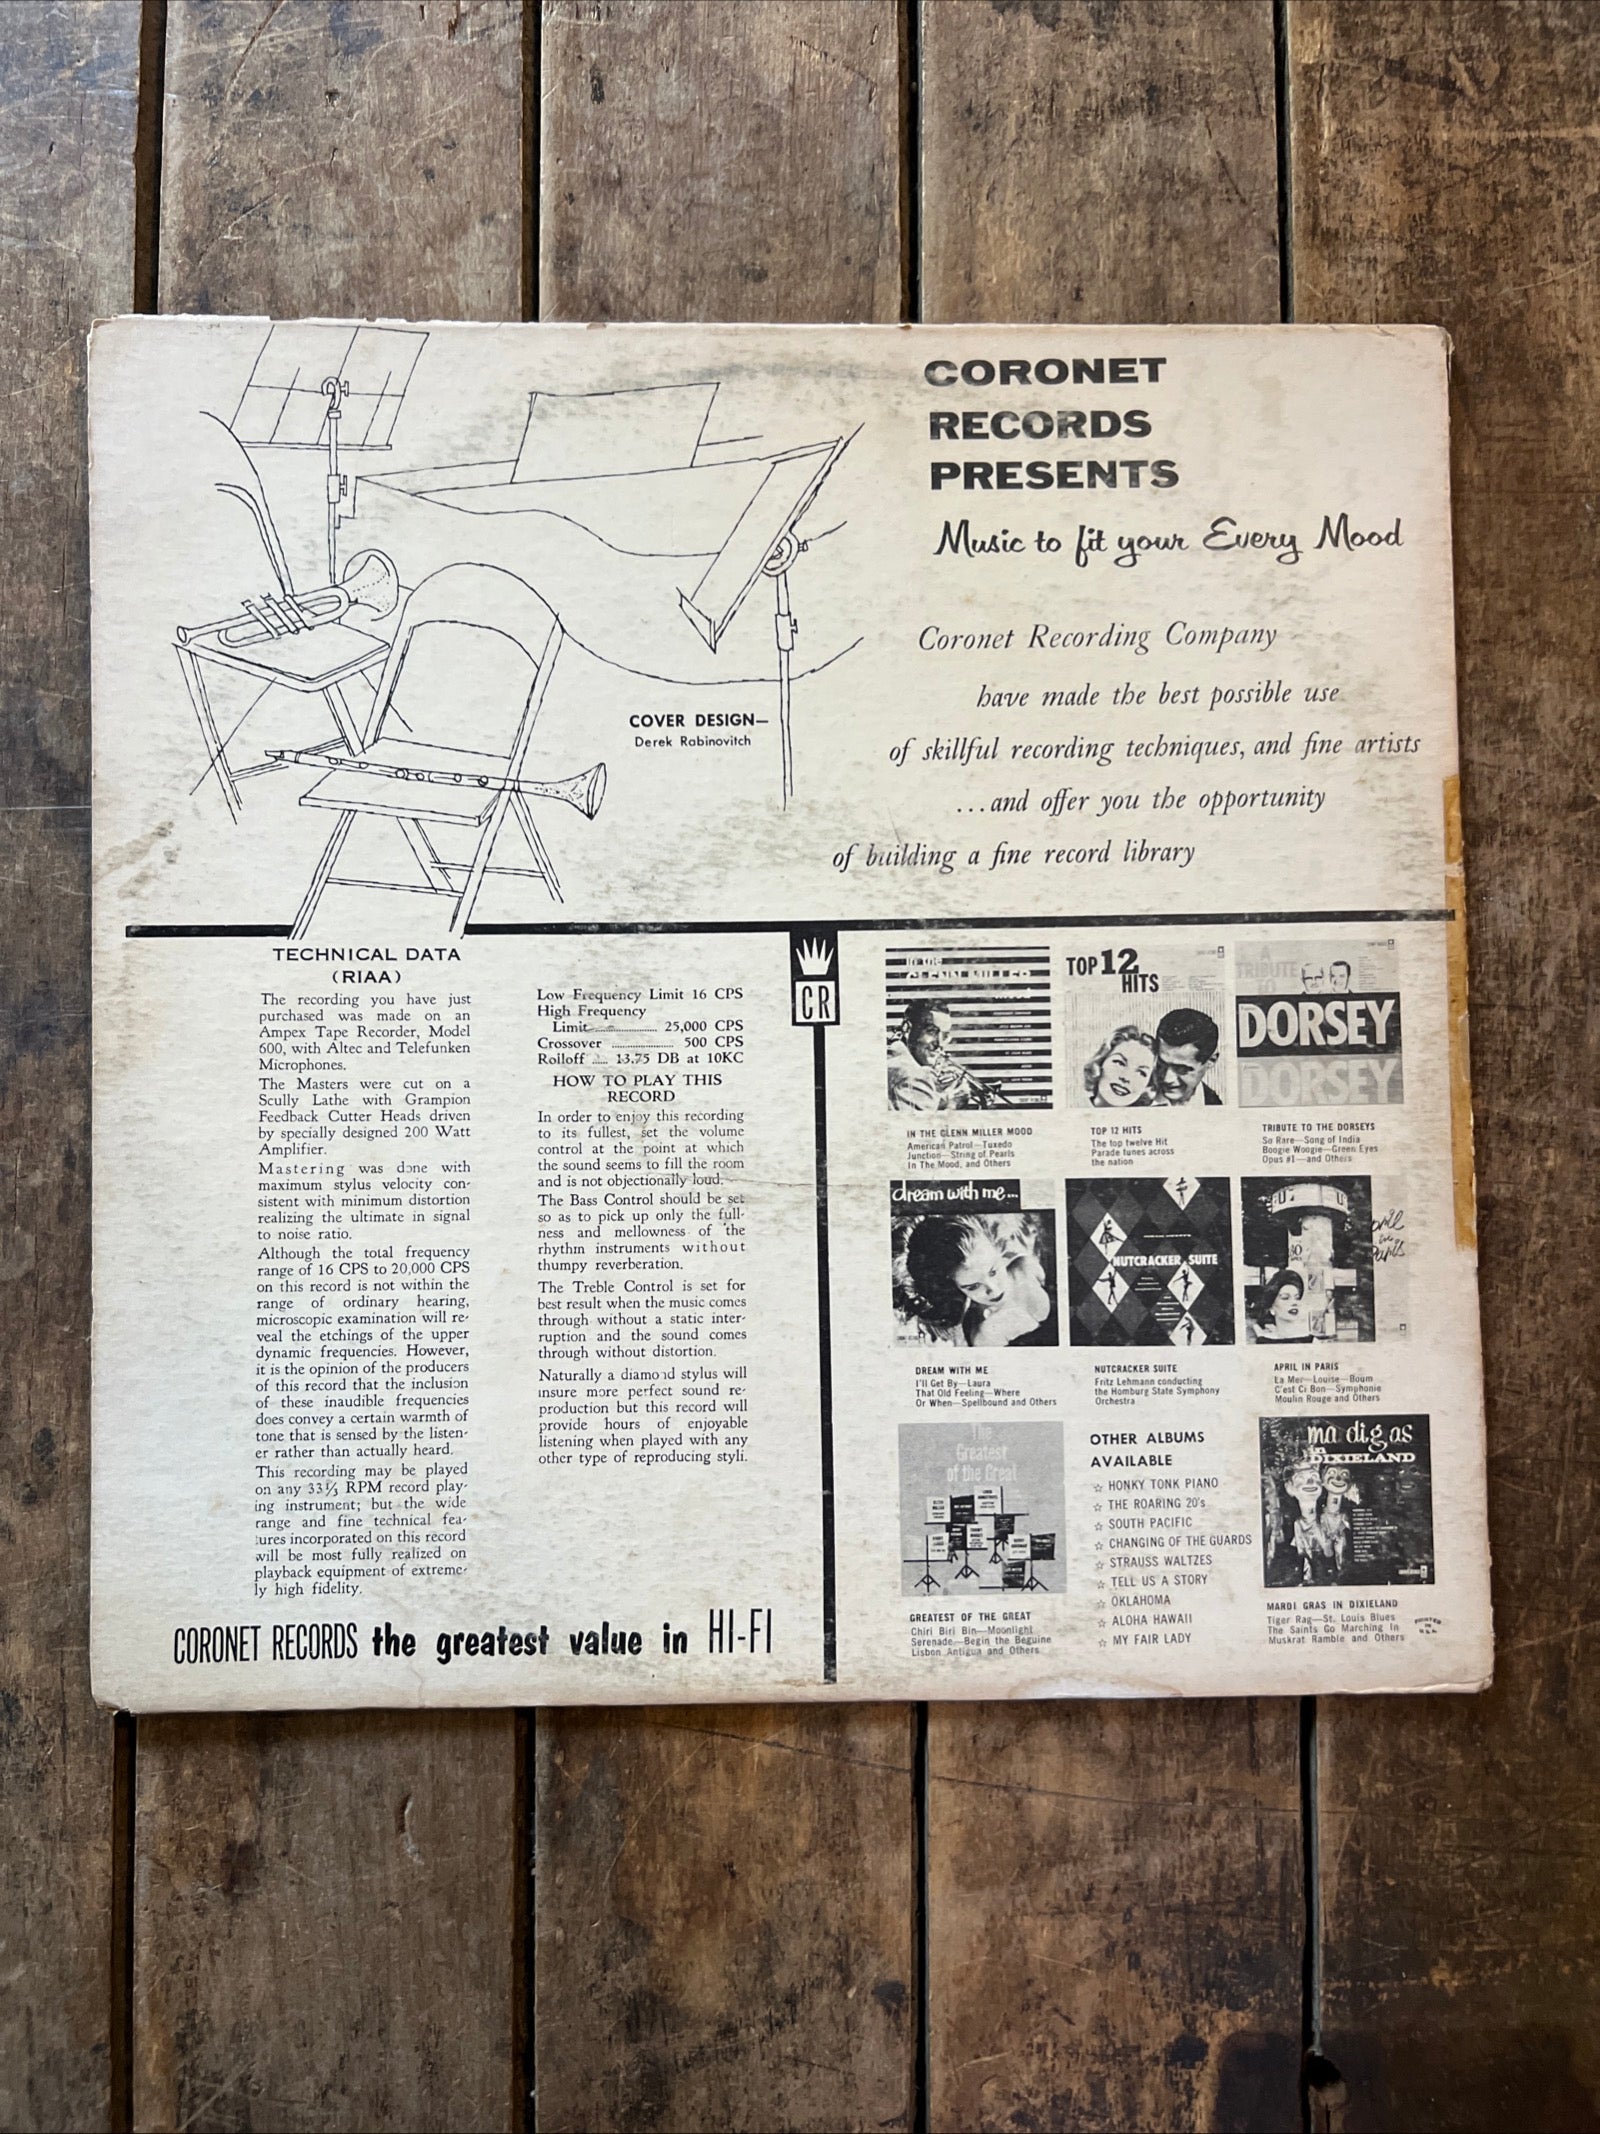 CORONET
RECORDS
PRESENTS
Music to fit your Every Mood
Coronet Recording Company
have made the best possible use
of skillful recording techniques, and fine artists
...and offer you the opportunity
of building a fine record library
COVER DESIGN—
Derek Rabinovitch
TECHNICAL DATA
(RIAA)
The recording you have just
purchased was made on an
Ampex Tape Recorder, Model
600, with Altec and Telefunken
Microphones.
The Masters were cut on a
Scully Lathe with Grampion
Feedback Cutter Heads driven
by specially designed 200 Watt
Amplifier.
Mastering was done with
maximum stylus velocity con-
sistent with minimum distortion
realizing the ultimate in signal
to noise ratio.
Although the total frequency
range of 16 CPS to 20,000 CPS
on this record is not within the
range of ordinary hearing,
microscopic examination will re-
veal the etchings of the upper
dynamic frequencies. However,
it is the opinion of the producers
of this record that the inclusion
of these inaudible frequencies
does convey a certain warmth of
tone that is sensed by the listen-
er rather than actually heard.
This recording may be played
on any 33⅓ RPM record play-
ing instrument; but the wide
range and fine technical fea-
tures incorporated on this record
will be most fully realized on
playback equipment of extreme-
ly high fidelity.
Low Frequency Limit 16 CPS
High Frequency
Limit ............ 25,000 CPS
Crossover ............ 500 CPS
Rolloff ..... 13.75 DB at 10KC
HOW TO PLAY THIS
RECORD
In order to enjoy this recording
to its fullest, set the volume
control at the point at which
the sound seems to fill the room
and is not objectionally loud.
The Bass Control should be set
so as to pick up only the full-
ness and mellowness of the
rhythm instruments without
thumpy reverberation.
The Treble Control is set for
best result when the music comes
through without a static inter-
ruption and the sound comes
through without distortion.
Naturally a diamond stylus will
insure more perfect sound re-
production but this record will
provide hours of enjoyable
listening when played with any
other type of reproducing styli.
CORONET RECORDS the greatest value in HI-FI
CR
In the
GLENN MILLER
TOP 12
HITS
A
TRIBUTE
TO
DORSEY
DORSEY
IN THE GLENN MILLER MOOD
American Patrol—Tuxedo
Junction—String of Pearls
In The Mood, and Others
TOP 12 HITS
The top twelve Hit
Parade tunes across
the nation
TRIBUTE TO THE DORSEYS
So Rare—Song of India
Boogie Woogie—Green Eyes
Opus #1—and Others
dream with me...
NUTCRACKER SUITE
april
in
Paris
DREAM WITH ME
I'll Get By—Laura
That Old Feeling—Where
Or When—Spellbound and Others
NUTCRACKER SUITE
Fritz Lehmann conducting
the Homburg State Symphony
Orchestra
APRIL IN PARIS
La Mer—Louise—Boum
C'est Ci Bon—Symphonie
Moulin Rouge and Others
The
Greatest
of the Great
OTHER ALBUMS
AVAILABLE
☆ HONKY TONK PIANO
☆ THE ROARING 20's
☆ SOUTH PACIFIC
☆ CHANGING OF THE GUARDS
☆ STRAUSS WALTZES
☆ TELL US A STORY
☆ OKLAHOMA
☆ ALOHA HAWAII
☆ MY FAIR LADY
ma di gas
in
DIXIELAND
GREATEST OF THE GREAT
Chiri Biri Bin—Moonlight
Serenade—Begin the Beguine
Lisbon Antigua and Others
MARDI GRAS IN DIXIELAND
Tiger Rag—St. Louis Blues
The Saints Go Marching In
Muskrat Ramble and Others
PRINTED
IN
U.S.A.